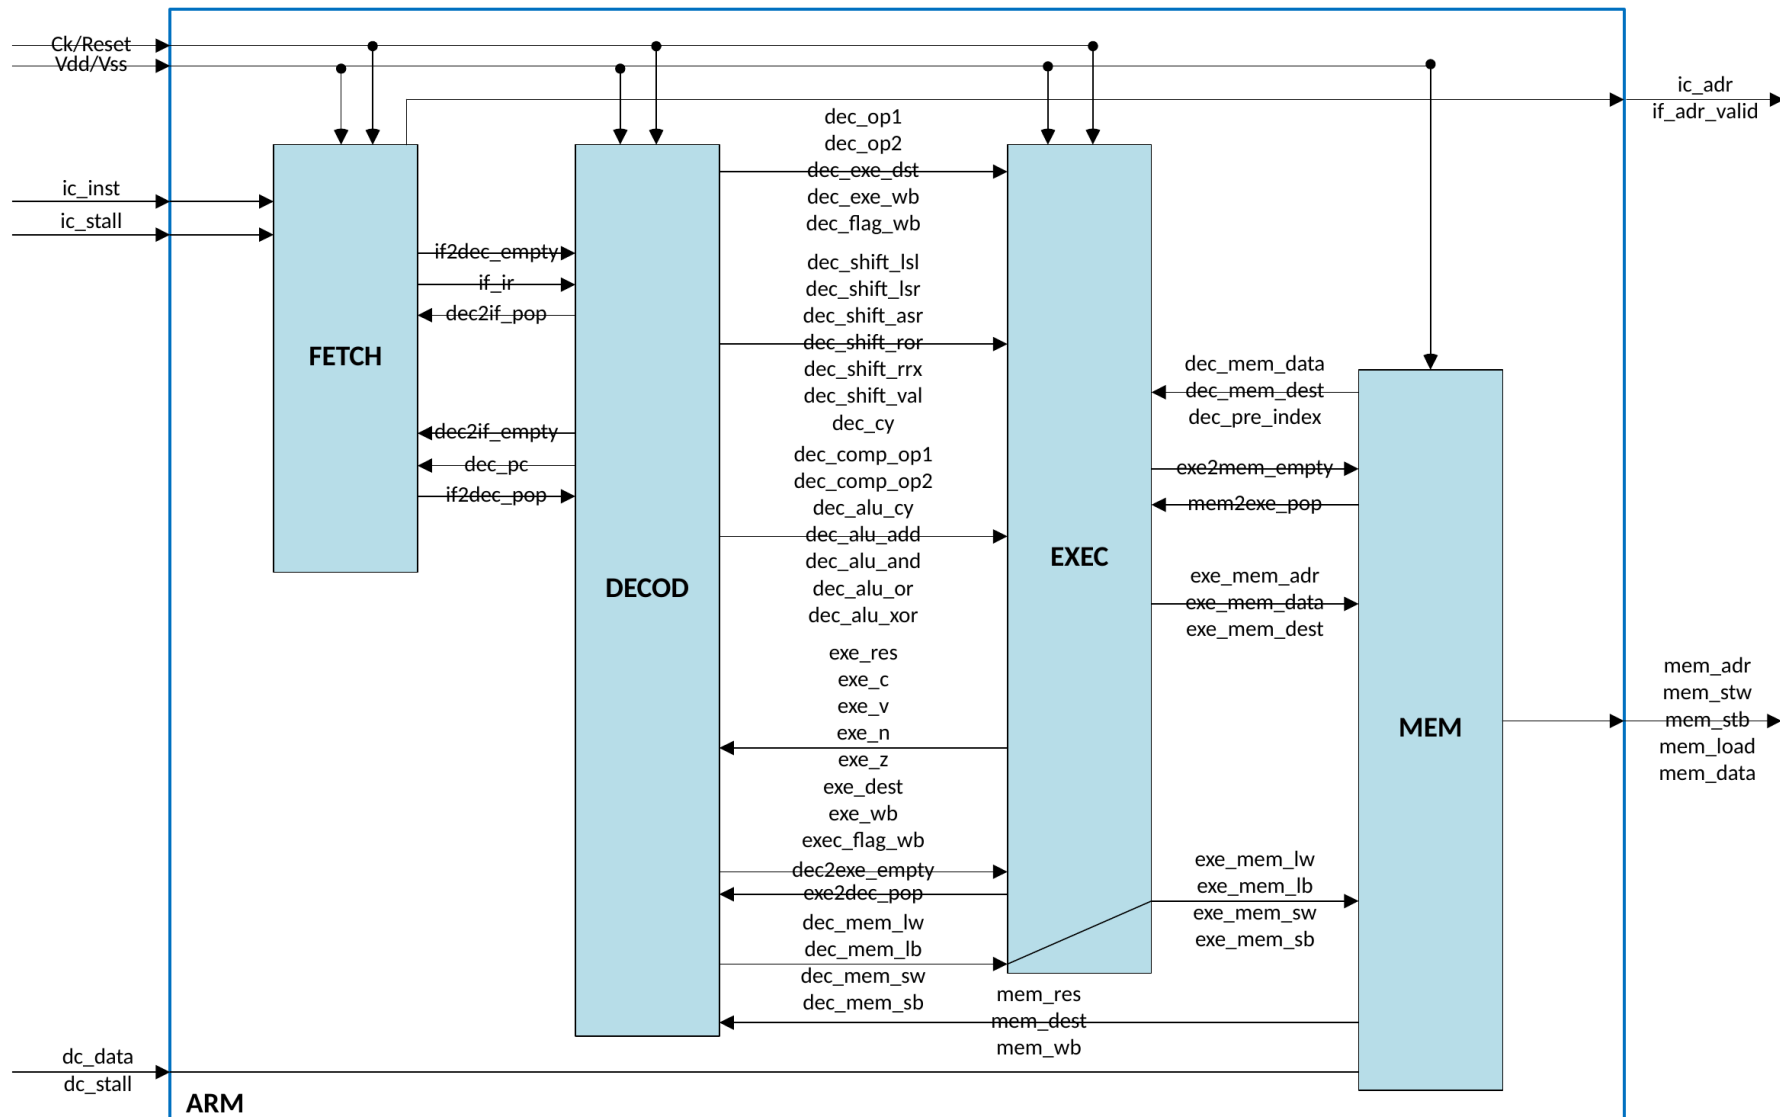 Ck/Reset
Vdd/Vss
ic_adr
if_adr_valid
ic_inst
ic_stall
if2dec_empty
if_ir
dec2if_pop
FETCH
dec2if_empty
dec_pc
if2dec_pop
DECOD
dec_op1
dec_op2
dec_exe_dst
dec_exe_wb
dec_flag_wb
dec_shift_lsl
dec_shift_lsr
dec_shift_asr
dec_shift_ror
dec_shift_rrx
dec_shift_val
dec_cy
dec_comp_op1
dec_comp_op2
dec_alu_cy
dec_alu_add
dec_alu_and
dec_alu_or
dec_alu_xor
exe_res
exe_c
exe_v
exe_n
exe_z
exe_dest
exe_wb
exec_flag_wb
dec2exe_empty
exe2dec_pop
dec_mem_lw
dec_mem_lb
dec_mem_sw
dec_mem_sb
EXEC
mem_res
mem_dest
mem_wb
dec_mem_data
dec_mem_dest
dec_pre_index
exe2mem_empty
mem2exe_pop
exe_mem_adr
exe_mem_data
exe_mem_dest
exe_mem_lw
exe_mem_lb
exe_mem_sw
exe_mem_sb
MEM
mem_adr
mem_stw
mem_stb
mem_load
mem_data
dc_data
dc_stall
ARM